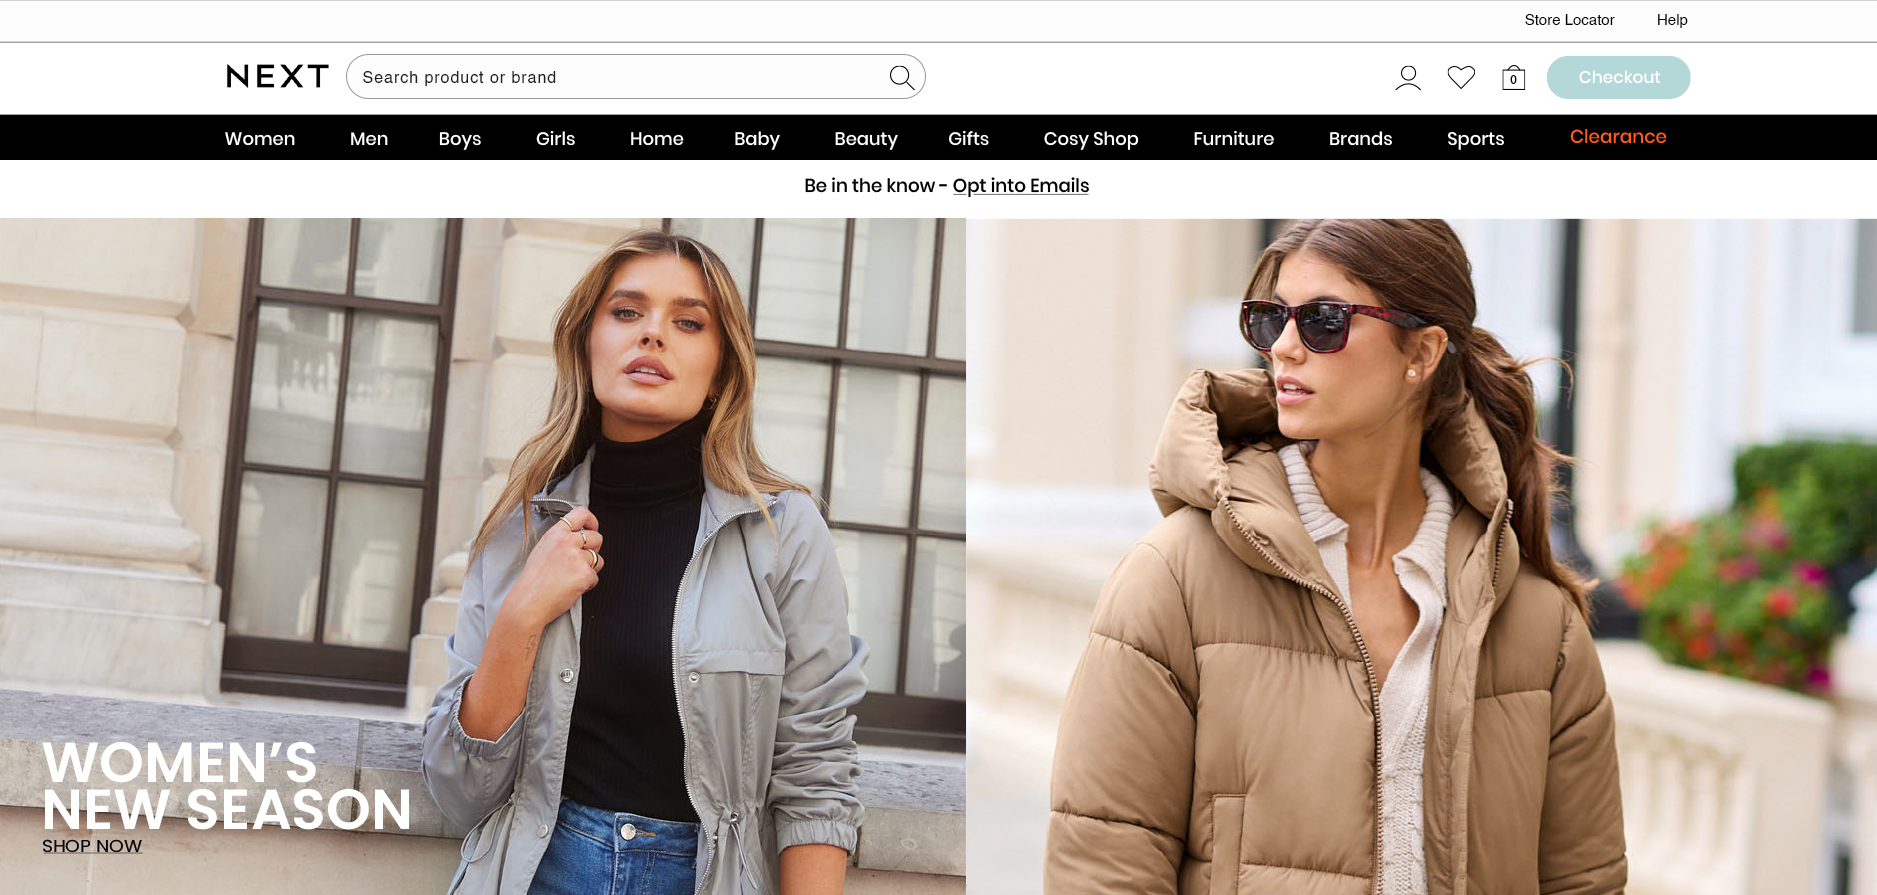 Store Locator Help
NEXT Search product or brand 0 Checkout
Women Men Boys Girls Home Baby Beauty Gifts Cosy Shop Furniture Brands Sports Clearance
Be in the know - Opt into Emails
WOMEN’S
NEW SEASON
SHOP NOW